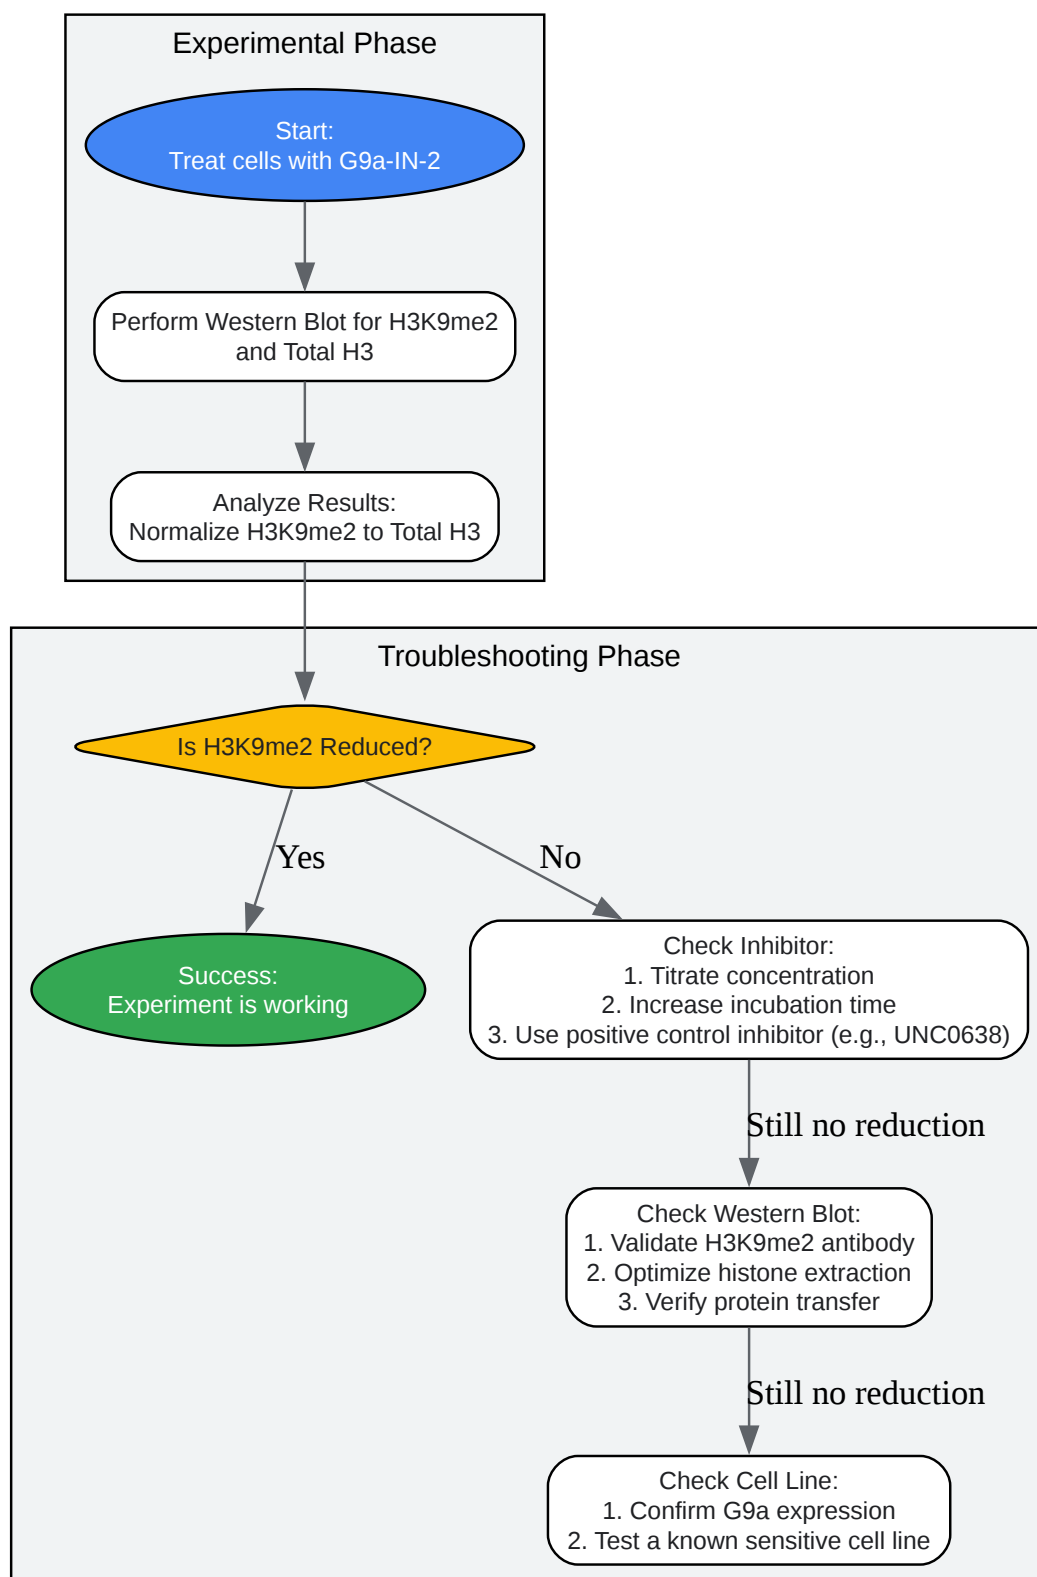 Experimental Phase
Start:
Treat cells with G9a-IN-2
Perform Western Blot for H3K9me2
and Total H3
Analyze Results:
Normalize H3K9me2 to Total H3
Troubleshooting Phase
Is H3K9me2 Reduced?
Yes
No
Success:
Experiment is working
Check Inhibitor:
1. Titrate concentration
2. Increase incubation time
3. Use positive control inhibitor (e.g., UNC0638)
Still no reduction
Check Western Blot:
1. Validate H3K9me2 antibody
2. Optimize histone extraction
3. Verify protein transfer
Still no reduction
Check Cell Line:
1. Confirm G9a expression
2. Test a known sensitive cell line